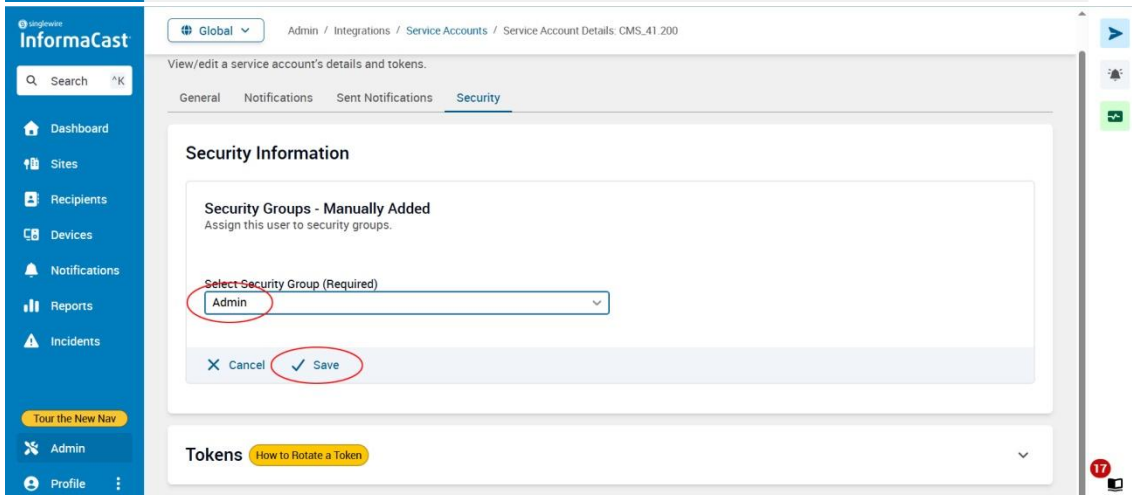 singlewire
InformaCast
Search ^K
Dashboard
Sites
Recipients
Devices
Notifications
Reports
Incidents
Tour the New Nav
Admin
Profile
Global
Admin / Integrations / Service Accounts / Service Account Details: CMS_41.200
View/edit a service account's details and tokens.
General Notifications Sent Notifications Security
Security Information
Security Groups - Manually Added
Assign this user to security groups.
Select Security Group (Required)
Admin
Cancel Save
Tokens How to Rotate a Token
17